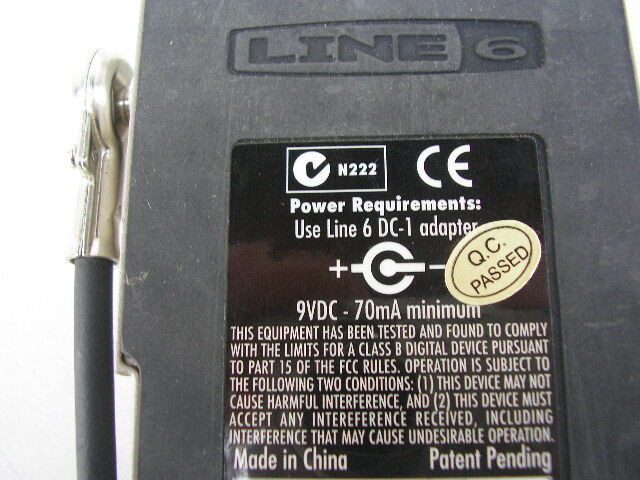 LINE 6
N222 CE
Power Requirements:
Use Line 6 DC-1 adapter
Q.C.
PASSED
+ -
9VDC - 70mA minimum
THIS EQUIPMENT HAS BEEN TESTED AND FOUND TO COMPLY
WITH THE LIMITS FOR A CLASS B DIGITAL DEVICE PURSUANT
TO PART 15 OF THE FCC RULES. OPERATION IS SUBJECT TO
THE FOLLOWING TWO CONDITIONS: (1) THIS DEVICE MAY NOT
CAUSE HARMFUL INTERFERENCE, AND (2) THIS DEVICE MUST
ACCEPT ANY INTEREFERENCE RECEIVED, INCLUDING
INTERFERENCE THAT MAY CAUSE UNDESIRABLE OPERATION.
Made in China Patent Pending